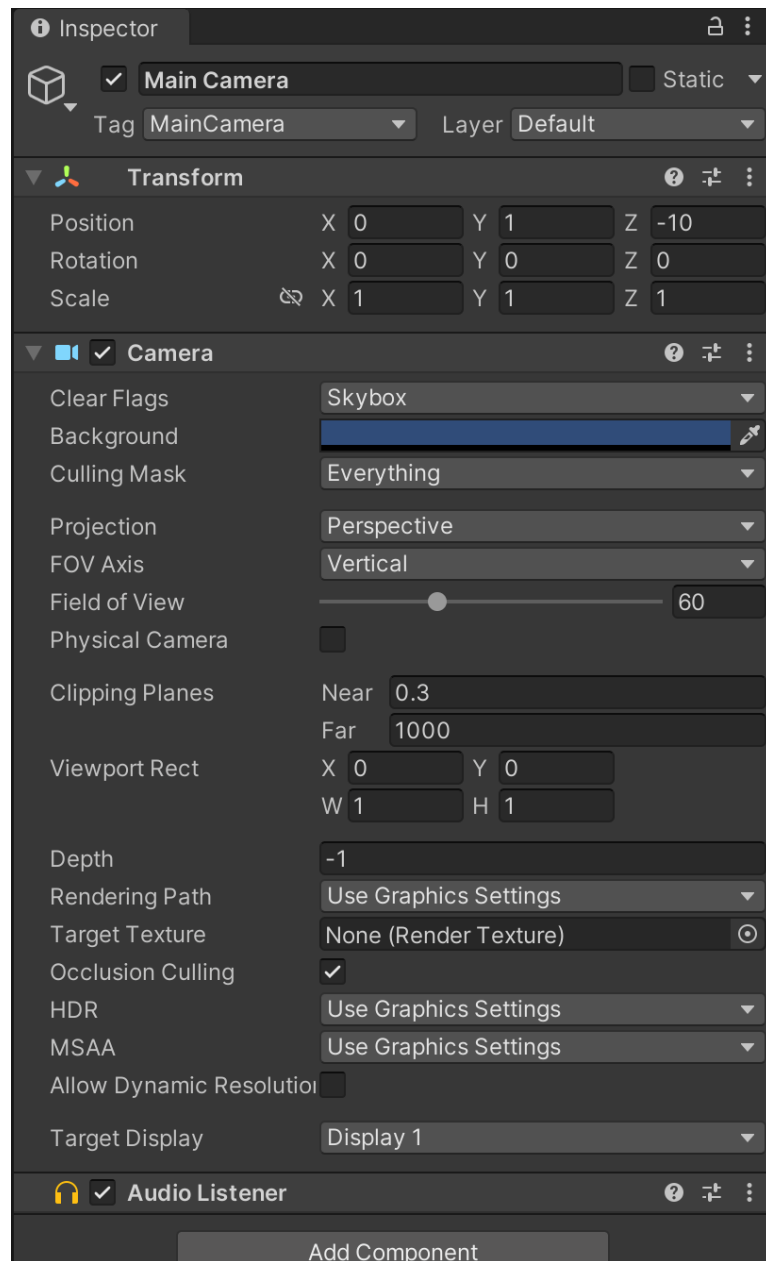 Inspector
Main Camera Static
Tag MainCamera Layer Default
Transform
Position X 0 Y 1 Z -10
Rotation X 0 Y 0 Z 0
Scale X 1 Y 1 Z 1
Camera
Clear Flags Skybox
Background
Culling Mask Everything
Projection Perspective
FOV Axis Vertical
Field of View 60
Physical Camera
Clipping Planes Near 0.3
Far 1000
Viewport Rect X 0 Y 0
W 1 H 1
Depth -1
Rendering Path Use Graphics Settings
Target Texture None (Render Texture)
Occlusion Culling
HDR Use Graphics Settings
MSAA Use Graphics Settings
Allow Dynamic Resolution
Target Display Display 1
Audio Listener
Add Component